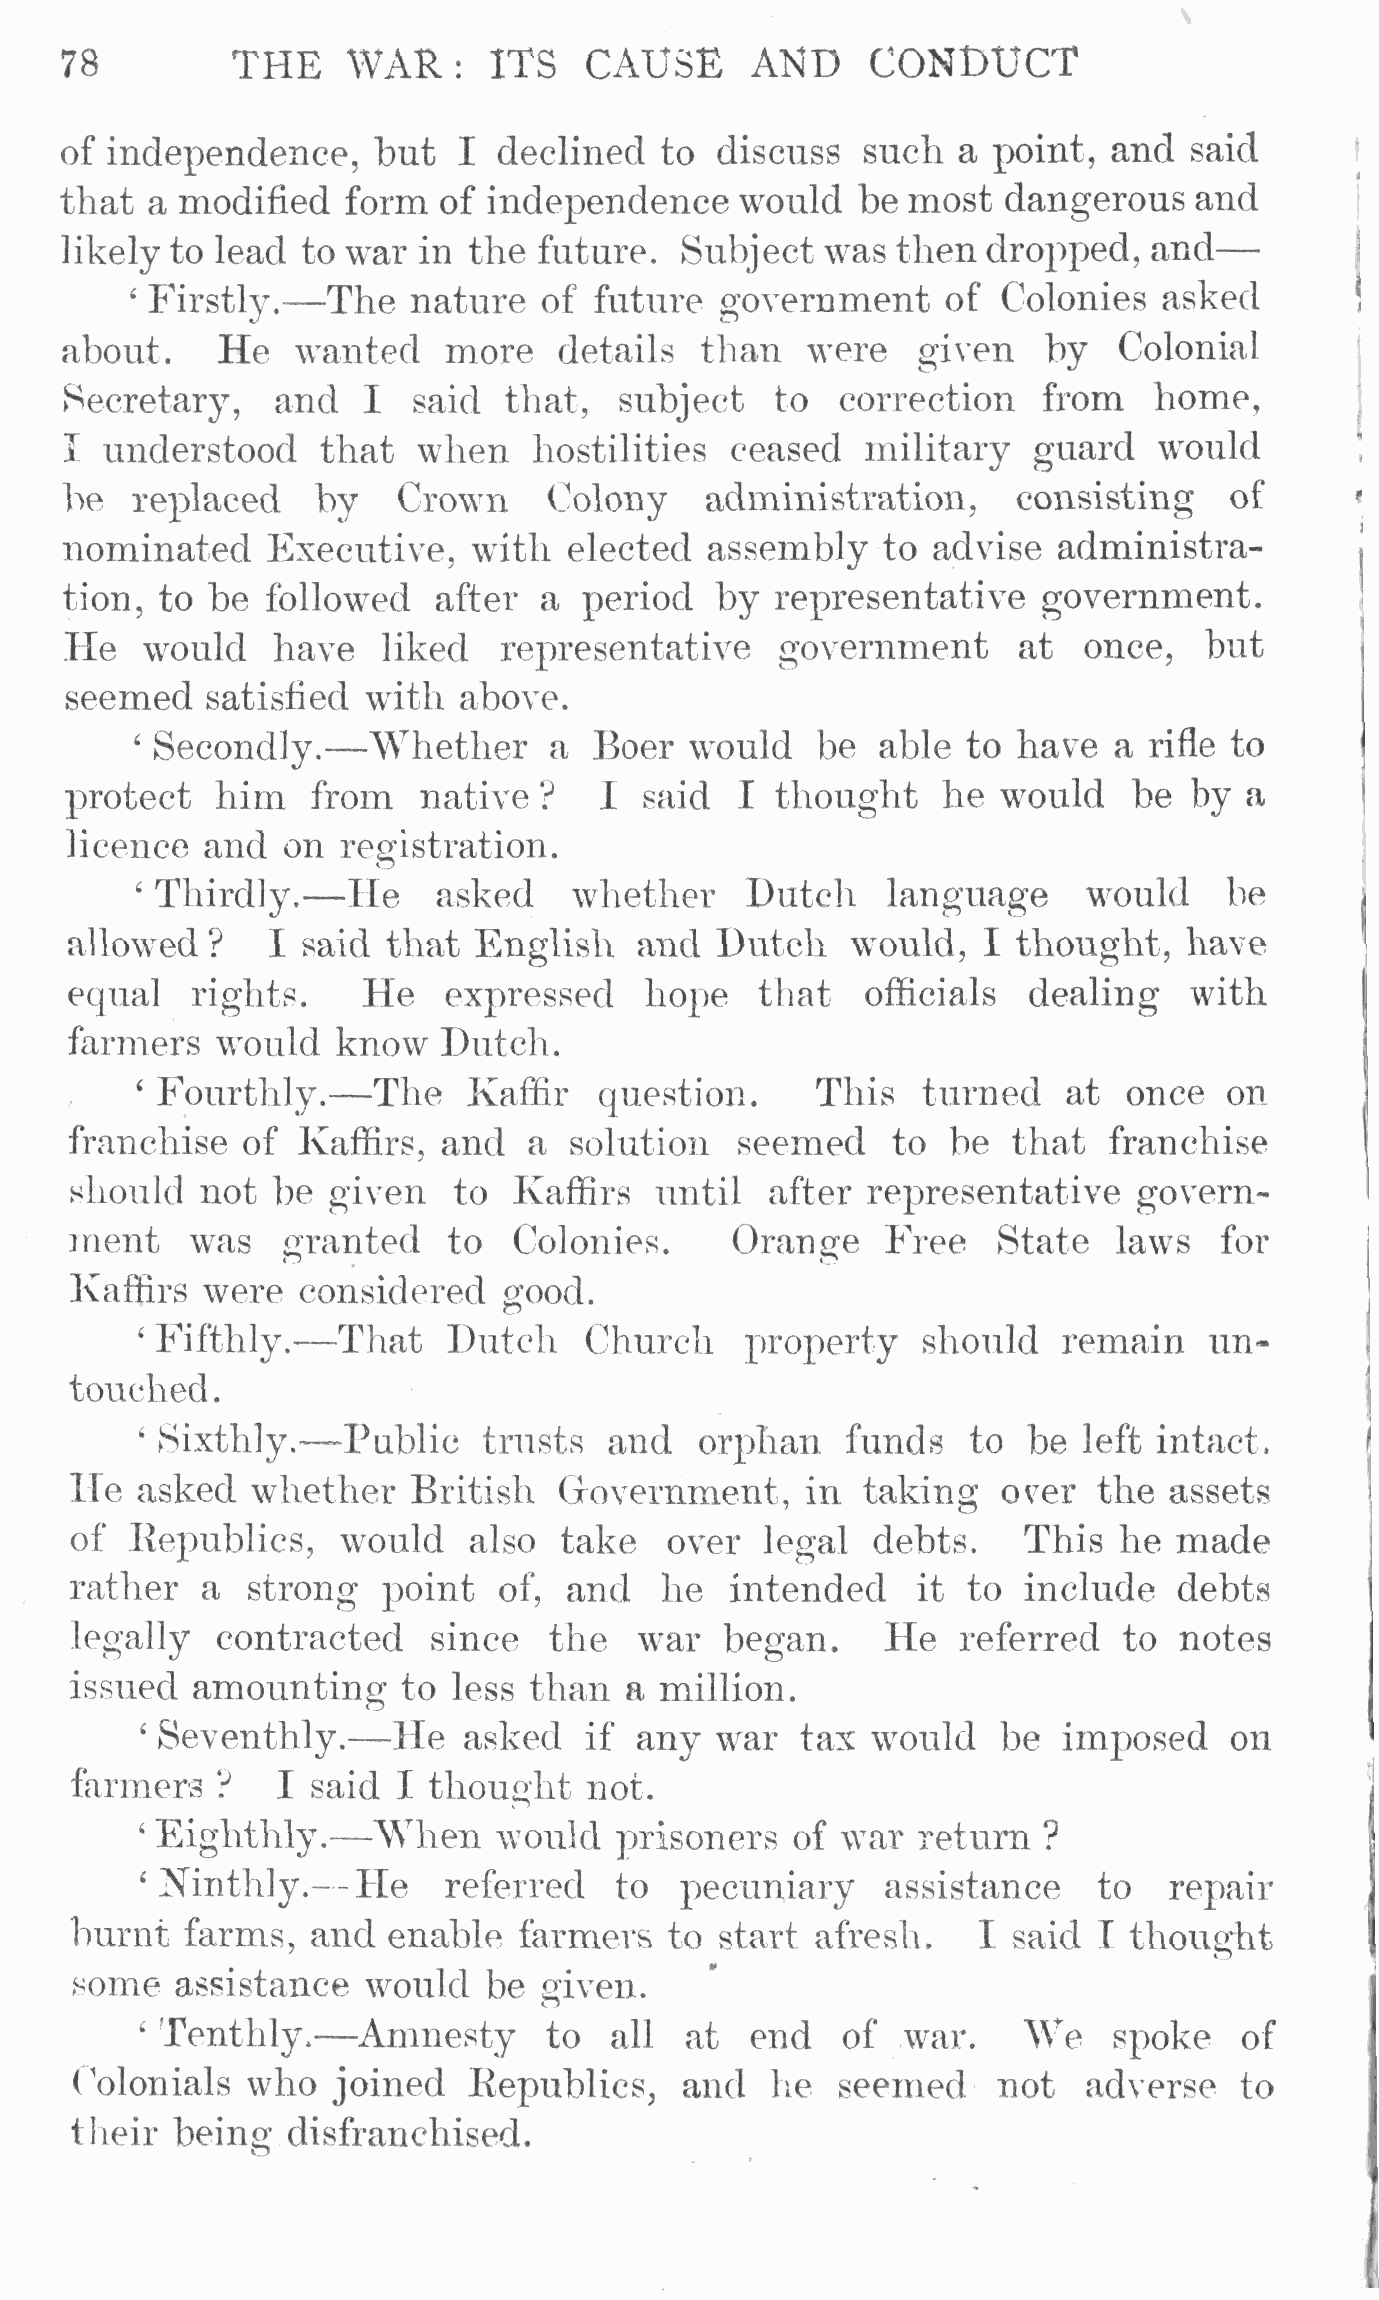 78 THE WAR: ITS CAUSE AND CONDUCT
of independence, but I declined to discuss such a point, and said
that a modified form of independence would be most dangerous and
likely to lead to war in the future. Subject was then dropped, and—
‘ Firstly.—The nature of future government of Colonies asked
about. He wanted more details than were given by Colonial
Secretary, and I said that, subject to correction from home,
I understood that when hostilities ceased military guard would
be replaced by Crown Colony administration, consisting of
nominated Executive, with elected assembly to advise administra-
tion, to be followed after a period by representative government.
He would have liked representative government at once, but
seemed satisfied with above.
‘ Secondly.—Whether a Boer would be able to have a rifle to
protect him from native ? I said I thought he would be by a
licence and on registration.
‘ Thirdly.—He asked whether Dutch language would be
allowed ? I said that English and Dutch would, I thought, have
equal rights. He expressed hope that officials dealing with
farmers would know Dutch.
‘ Fourthly.—The Kaffir question. This turned at once on
franchise of Kaffirs, and a solution seemed to be that franchise
should not be given to Kaffirs until after representative govern-
ment was granted to Colonies. Orange Free State laws for
Kaffirs were considered good.
‘ Fifthly.—That Dutch Church property should remain un-
touched.
‘ Sixthly.—Public trusts and orphan funds to be left intact.
He asked whether British Government, in taking over the assets
of Republics, would also take over legal debts. This he made
rather a strong point of, and he intended it to include debts
legally contracted since the war began. He referred to notes
issued amounting to less than a million.
‘ Seventhly.—He asked if any war tax would be imposed on
farmers ? I said I thought not.
‘ Eighthly.—When would prisoners of war return ?
‘ Ninthly.—He referred to pecuniary assistance to repair
burnt farms, and enable farmers to start afresh. I said I thought
some assistance would be given.
‘ Tenthly.—Amnesty to all at end of war. We spoke of
Colonials who joined Republics, and he seemed not adverse to
their being disfranchised.